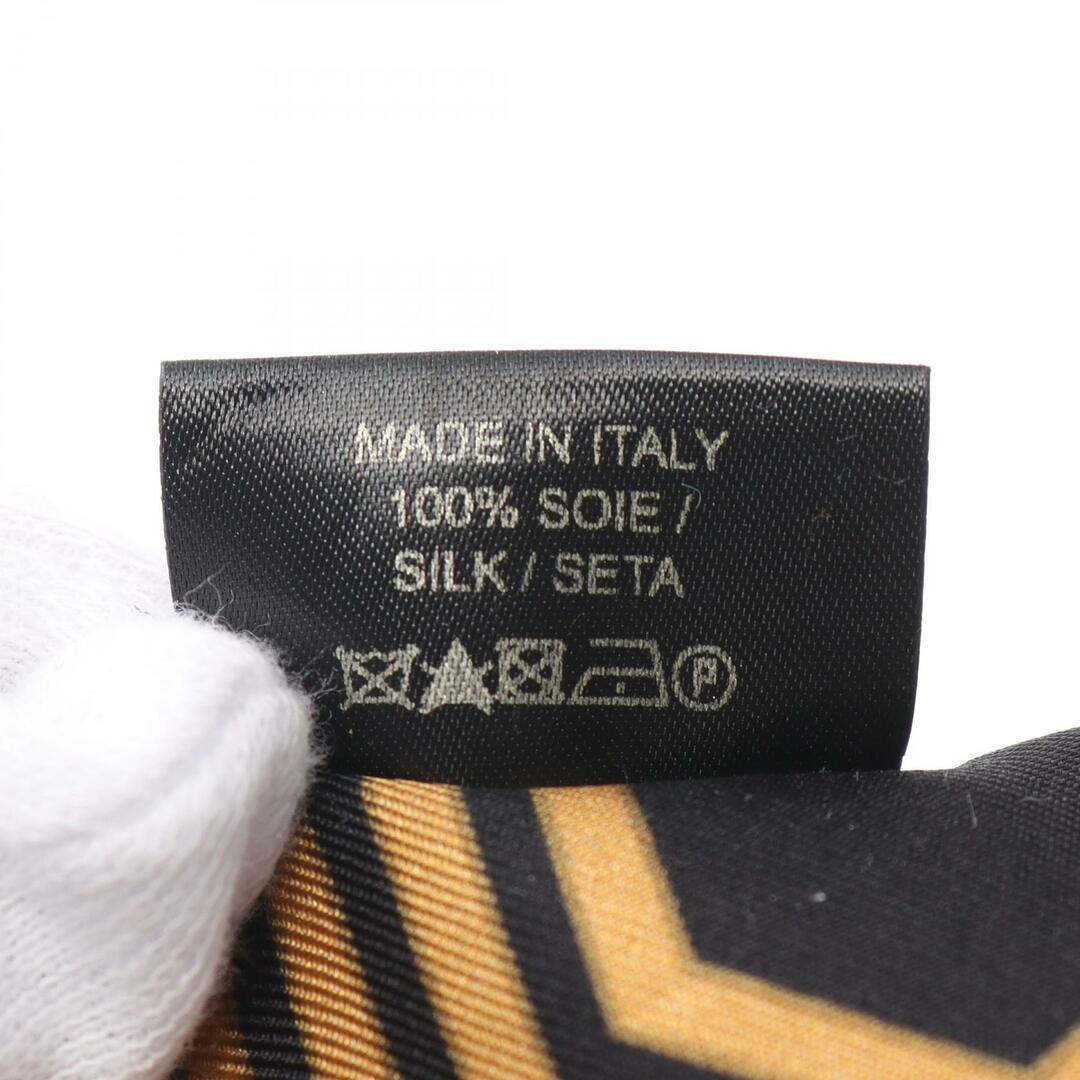 MADE IN ITALY
100% SOIE /
SILK / SETA
P